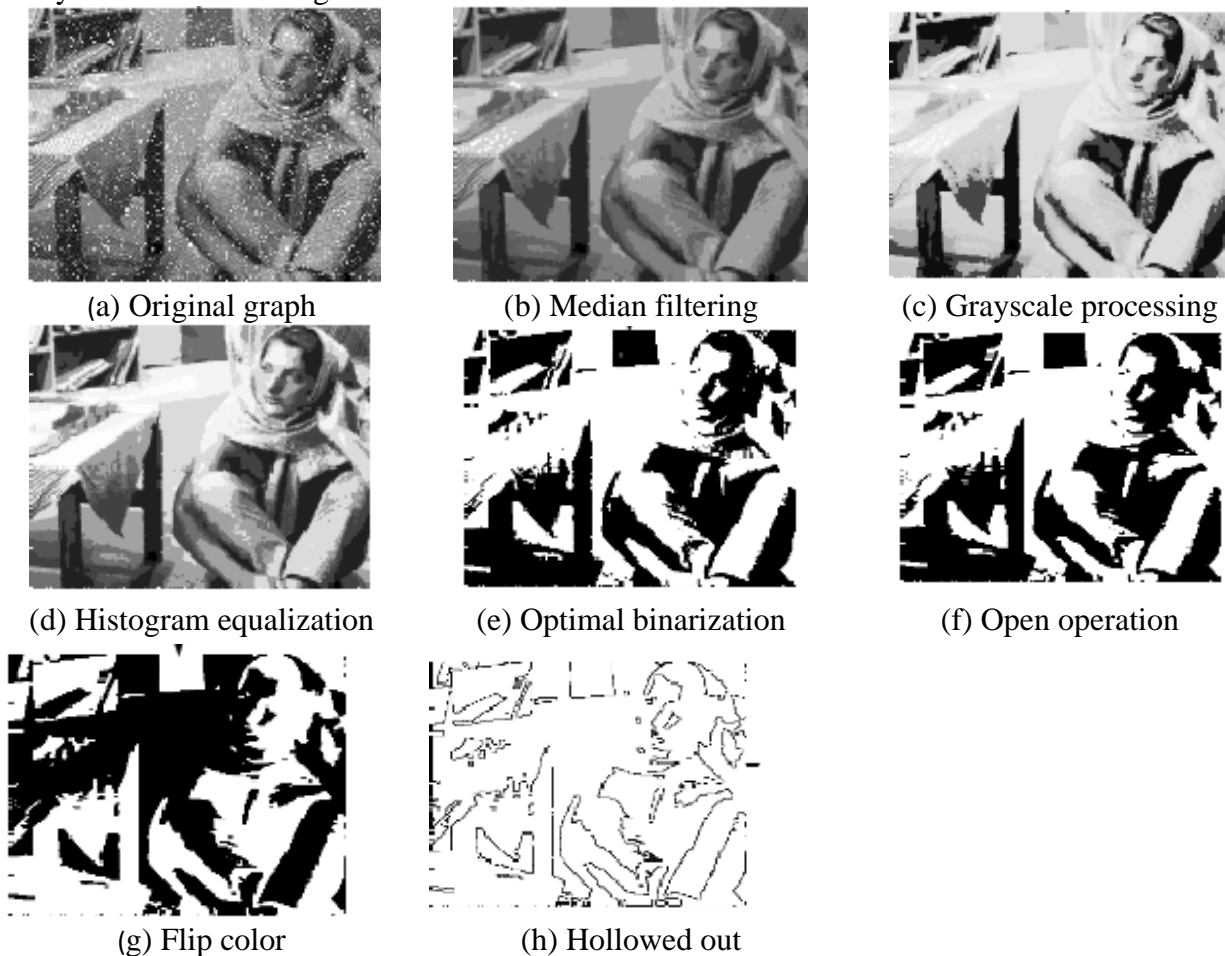 (a) Original graph
(b) Median filtering
(c) Grayscale processing
(d) Histogram equalization
(e) Optimal binarization
(f) Open operation
(g) Flip color
(h) Hollowed out